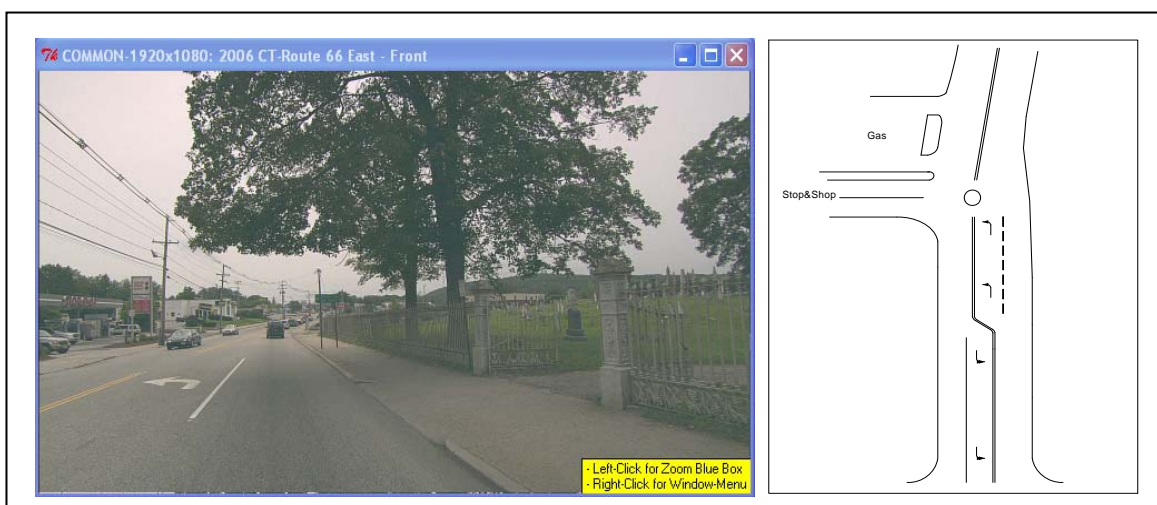 COMMON-1920x1080: 2006 CT-Route 66 East - Front
- Left-Click for Zoom Blue Box
- Right-Click for Window-Menu
Gas
Stop&Shop